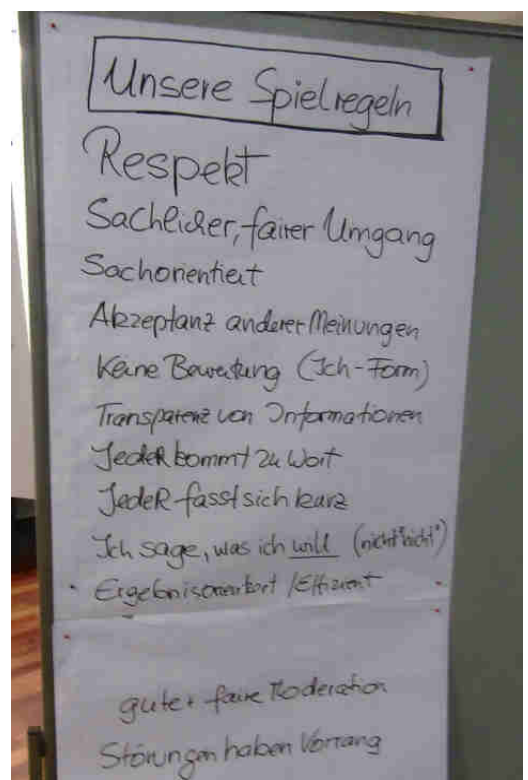 Unsere Spielregeln
Respekt
Sachlicher, fairer Umgang
Sachorientiert
Akzeptanz anderer Meinungen
Keine Bewertung (Ich-Form)
Transparenz von Informationen
JedeR kommt zu Wort
JedeR fasst sich kurz
Ich sage, was ich will (nicht "nicht")
Ergebnisorientiert / Effizient
gute + faire Moderation
Störungen haben Vorrang